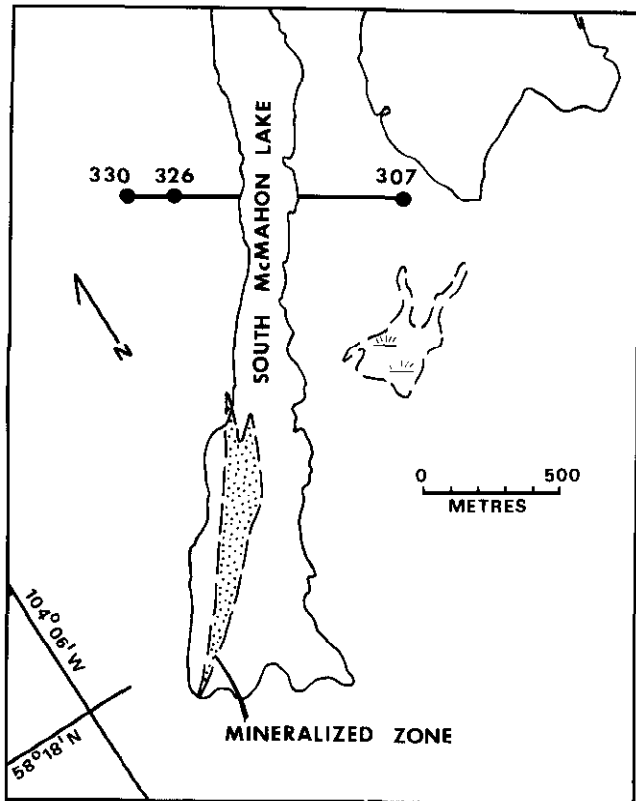 330 326
307
SOUTH McMAHON LAKE
N
0 500
METRES
104° 06' W
58° 18' N
MINERALIZED ZONE